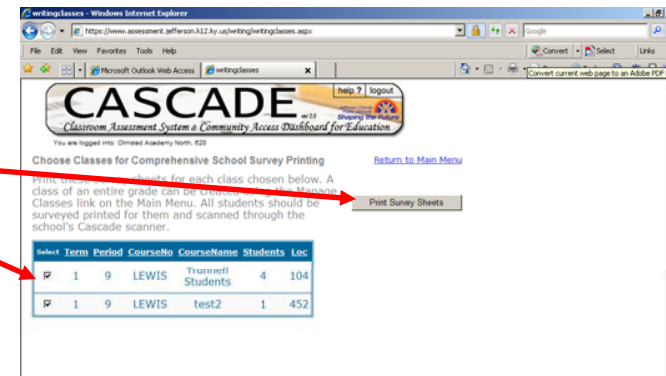 writingclasses - Windows Internet Explorer
https://www.assessment.jefferson.k12.ky.us/writing/writingclasses.aspx
Google
File Edit View Favorites Tools Help
Convert Select
Links
Microsoft Outlook Web Access
writingclasses
Convert current web page to an Adobe PDF
CASCADE
help ? logout
Shaping the Future
Classroom Assessment System & Community Access Dashboard for Education
You are logged into: Olmsted Academy North, 620
Choose Classes for Comprehensive School Survey Printing
Return to Main Menu
Print these survey sheets for each class chosen below. A
class of an entire grade can be created using the Manage
Classes link on the Main Menu. All students should be
surveyed printed for them and scanned through the
school's Cascade scanner.
Print Survey Sheets
Select Term Period CourseNo CourseName Students Loc
1 9 LEWIS Trunnell Students 4 104
1 9 LEWIS test2 1 452